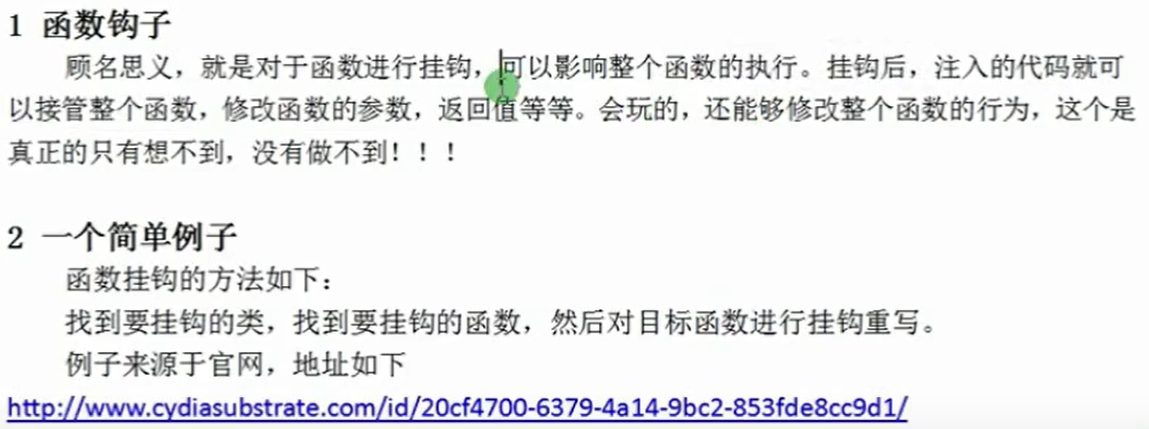 1 函数钩子
顾名思义，就是对于函数进行挂钩，可以影响整个函数的执行。挂钩后，注入的代码就可
以接管整个函数，修改函数的参数，返回值等等。会玩的，还能够修改整个函数的行为，这个是
真正的只有想不到，没有做不到！！！
2 一个简单例子
函数挂钩的方法如下：
找到要挂钩的类，找到要挂钩的函数，然后对目标函数进行挂钩重写。
例子来源于官网，地址如下
http://www.cydiasubstrate.com/id/20cf4700-6379-4a14-9bc2-853fde8cc9d1/